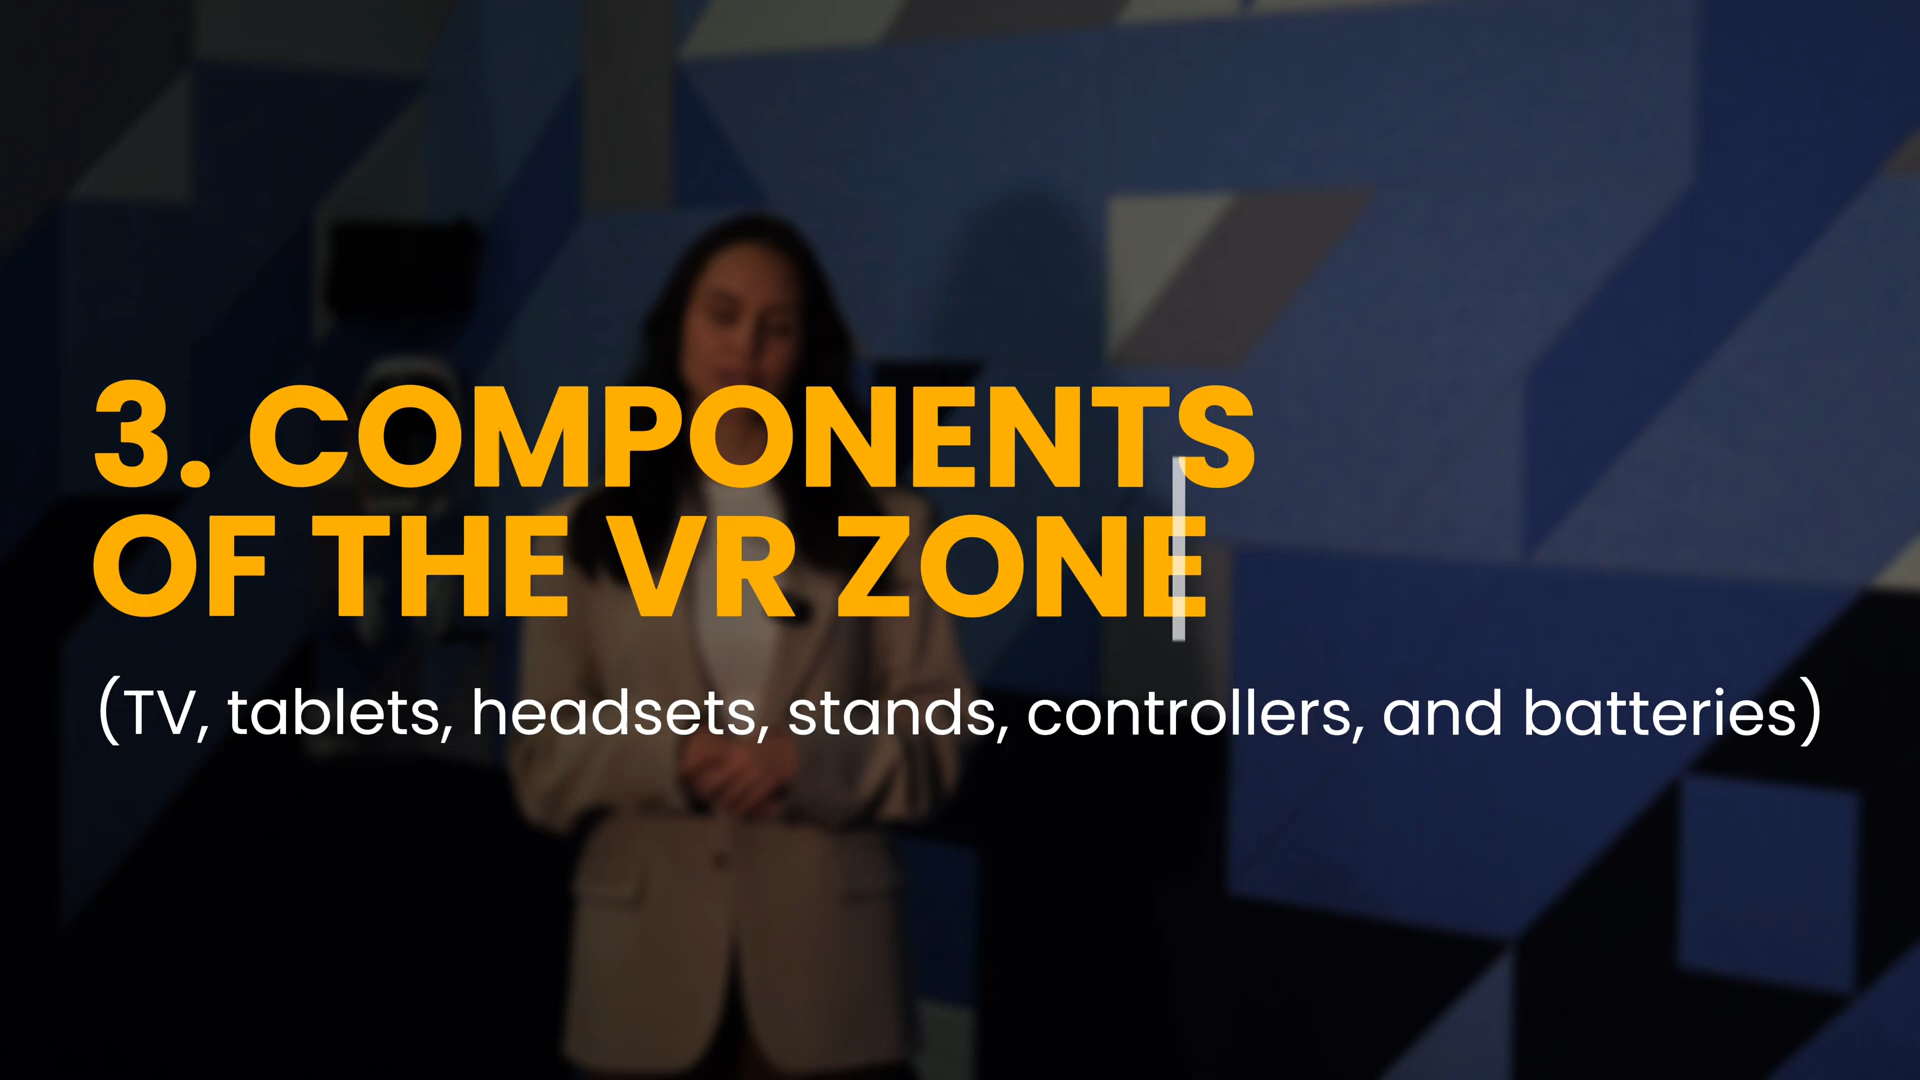 3. COMPONENTS
OF THE VR ZONE
(TV, tablets, headsets, stands, controllers, and batteries)